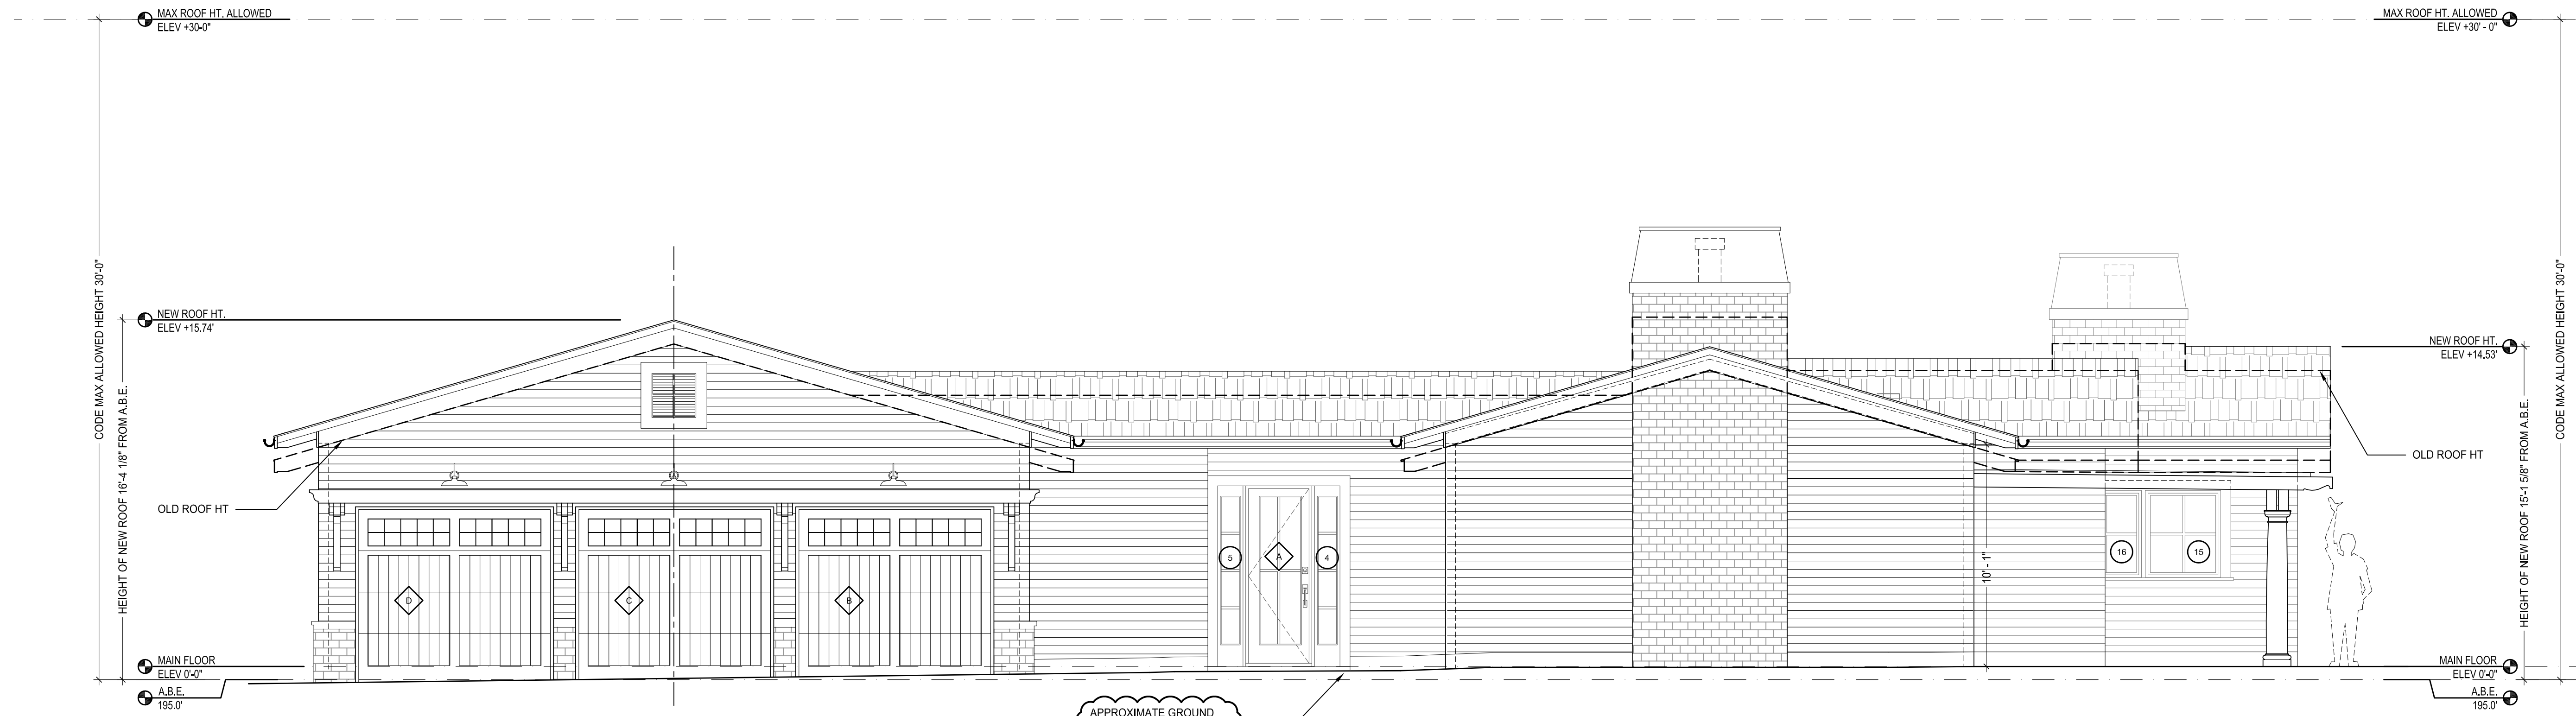 MAX ROOF HT. ALLOWED
ELEV +30-0"
MAX ROOF HT. ALLOWED
ELEV +30' - 0"
CODE MAX ALLOWED HEIGHT 30'-0"
HEIGHT OF NEW ROOF 16'-4 1/8" FROM A.B.E.
NEW ROOF HT.
ELEV +15.74'
NEW ROOF HT.
ELEV +14.53'
OLD ROOF HT
OLD ROOF HT
D
C
B
5
A
4
10' - 1"
16
15
HEIGHT OF NEW ROOF 15'-1 5/8" FROM A.B.E.
CODE MAX ALLOWED HEIGHT 30'-0"
MAIN FLOOR
ELEV 0'-0"
A.B.E.
195.0'
MAIN FLOOR
ELEV 0'-0"
A.B.E.
195.0'
APPROXIMATE GROUND